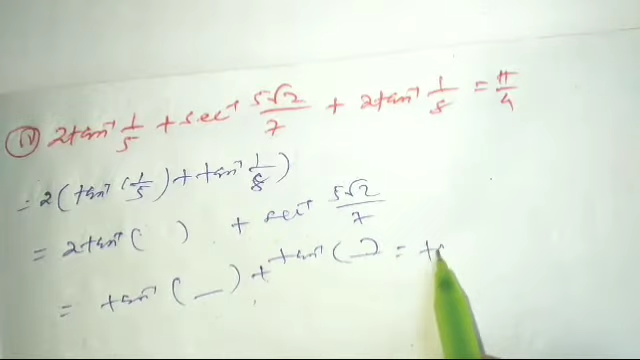 (iv) 2tan⁻¹ 1/5 + sec⁻¹ 5√2/7 + 2tan⁻¹ 1/8 = π/4
= 2(tan⁻¹(1/5) + tan⁻¹ 1/8)
= 2tan⁻¹( ) + sec⁻¹ 5√2/7
= tan⁻¹( — ) + tan⁻¹( — ) =